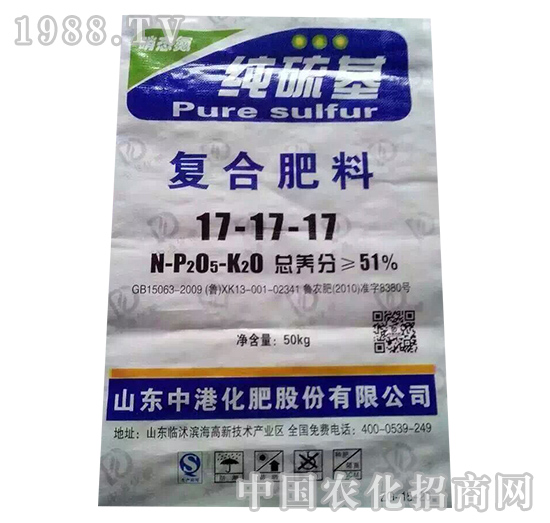 1988.TV
硝态氮
纯硫基
Pure sulfur
复合肥料
17-17-17
N-P2O5-K2O 总养分≥51%
GB15063-2009 (鲁)XK13-001-02341 鲁农肥(2010)准字8380号
净含量: 50kg
山东中港化肥股份有限公司
地址: 山东临沭滨海高新技术产业区 全国免费电话: 400-0539-249
中国农化招商网